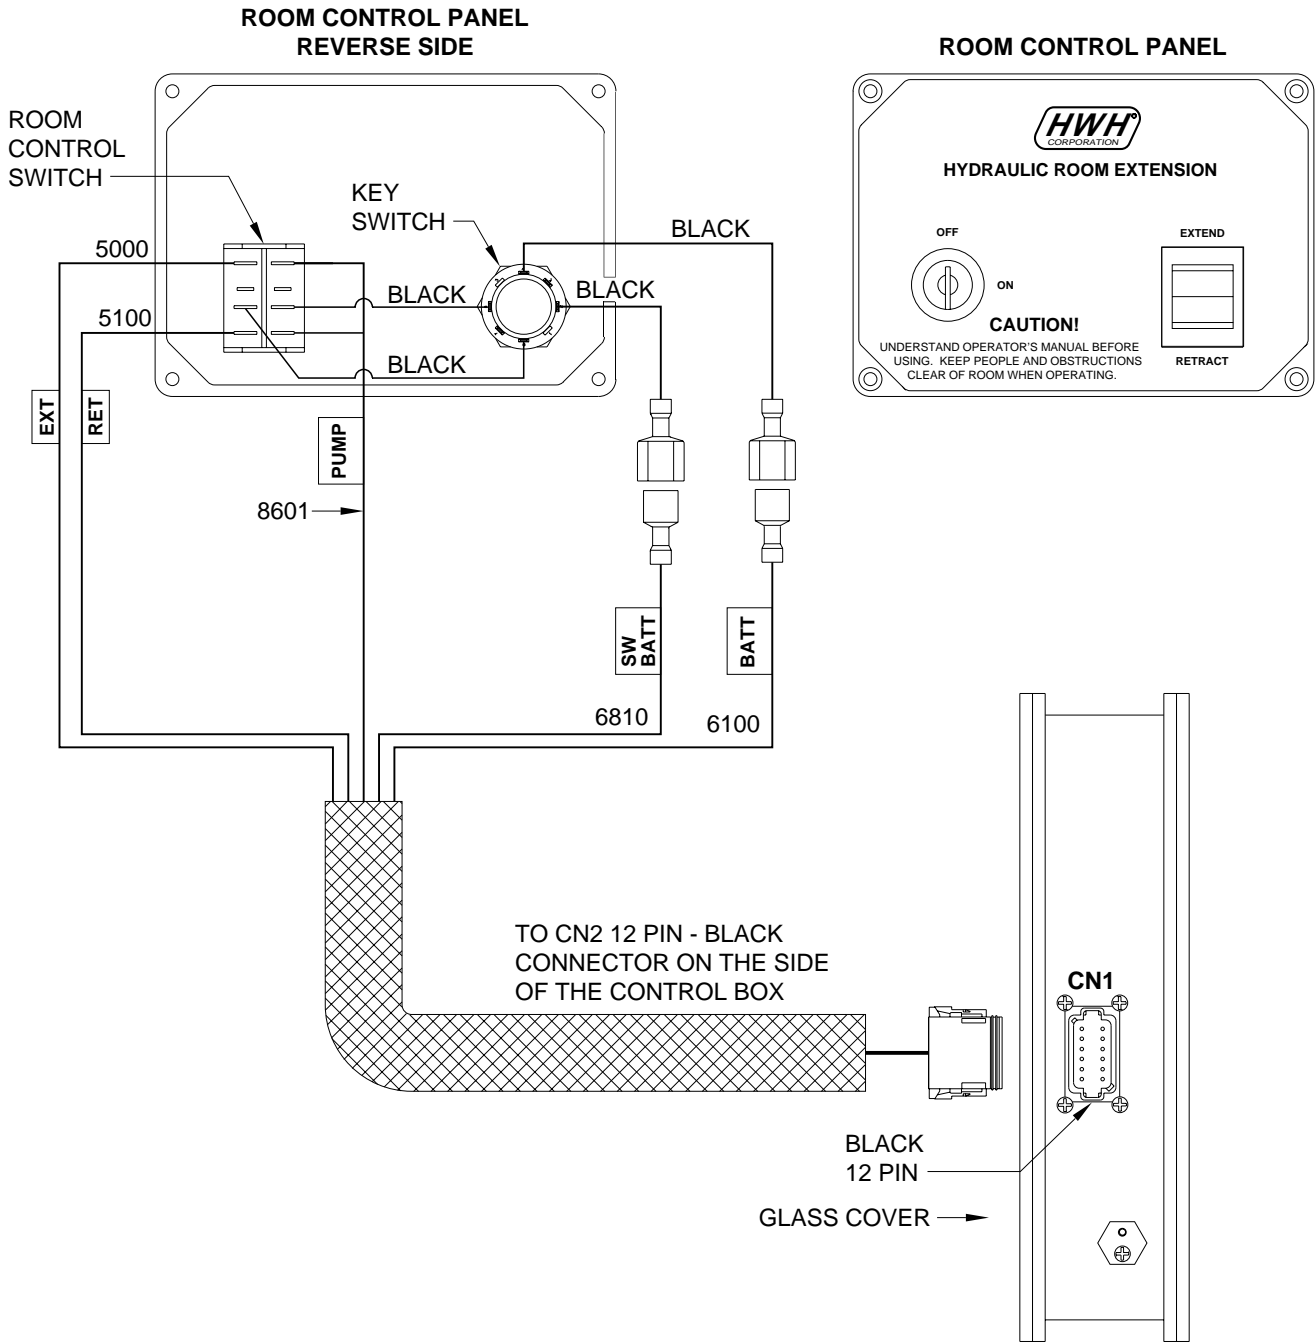 ROOM CONTROL PANEL
REVERSE SIDE
ROOM
CONTROL
SWITCH
KEY
SWITCH
BLACK
5000
BLACK
BLACK
5100
BLACK
EXT
RET
PUMP
8601
SW
BATT
BATT
6810
6100
ROOM CONTROL PANEL
HWH
CORPORATION
HYDRAULIC ROOM EXTENSION
OFF
ON
EXTEND
RETRACT
CAUTION!
UNDERSTAND OPERATOR'S MANUAL BEFORE
USING. KEEP PEOPLE AND OBSTRUCTIONS
CLEAR OF ROOM WHEN OPERATING.
TO CN2 12 PIN - BLACK
CONNECTOR ON THE SIDE
OF THE CONTROL BOX
CN1
BLACK
12 PIN
GLASS COVER